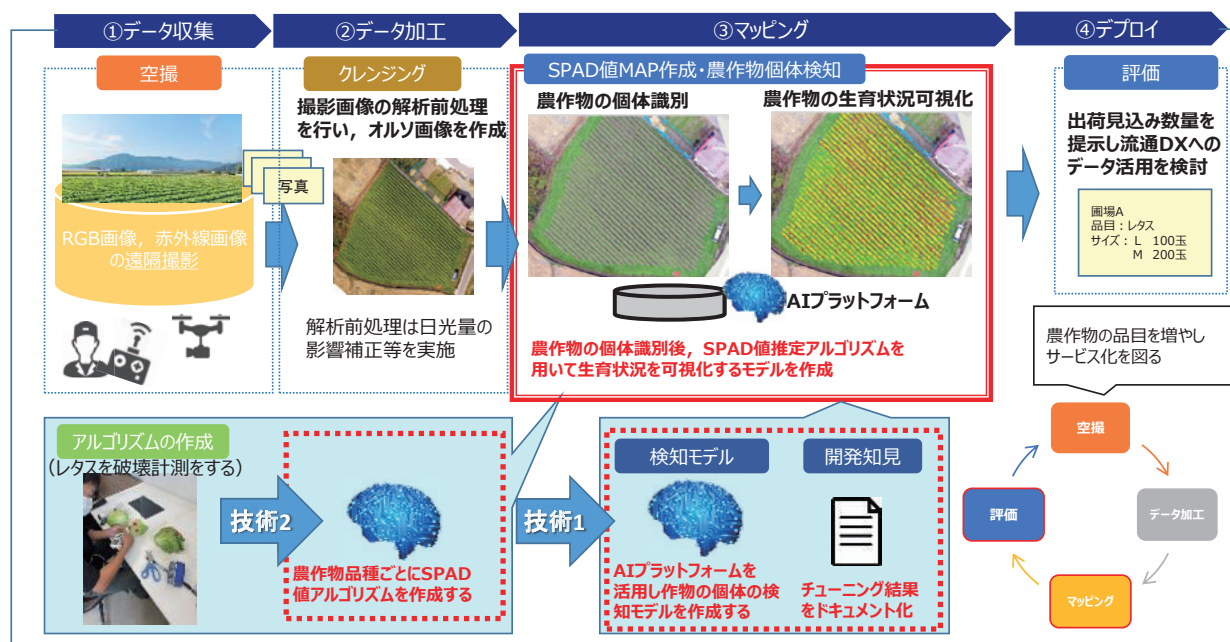 ①データ収集
②データ加工
③マッピング
④デプロイ
空撮
RGB画像，赤外線画像
の遠隔撮影
写真
クレンジング
撮影画像の解析前処理
を行い，オルソ画像を作成
解析前処理は日光量の
影響補正等を実施
SPAD値MAP作成・農作物個体検知
農作物の個体識別
農作物の生育状況可視化
AIプラットフォーム
農作物の個体識別後，SPAD値推定アルゴリズムを
用いて生育状況を可視化するモデルを作成
評価
出荷見込み数量を
提示し流通DXへの
データ活用を検討
圃場A
品目：レタス
サイズ： L 100玉
M 200玉
農作物の品目を増やし
サービス化を図る
アルゴリズムの作成
（レタスを破壊計測をする）
技術2
農作物品種ごとにSPAD
値アルゴリズムを作成する
技術1
検知モデル
AIプラットフォームを
活用し作物の個体の検
知モデルを作成する
開発知見
チューニング結果
をドキュメント化
空撮
データ加工
マッピング
評価